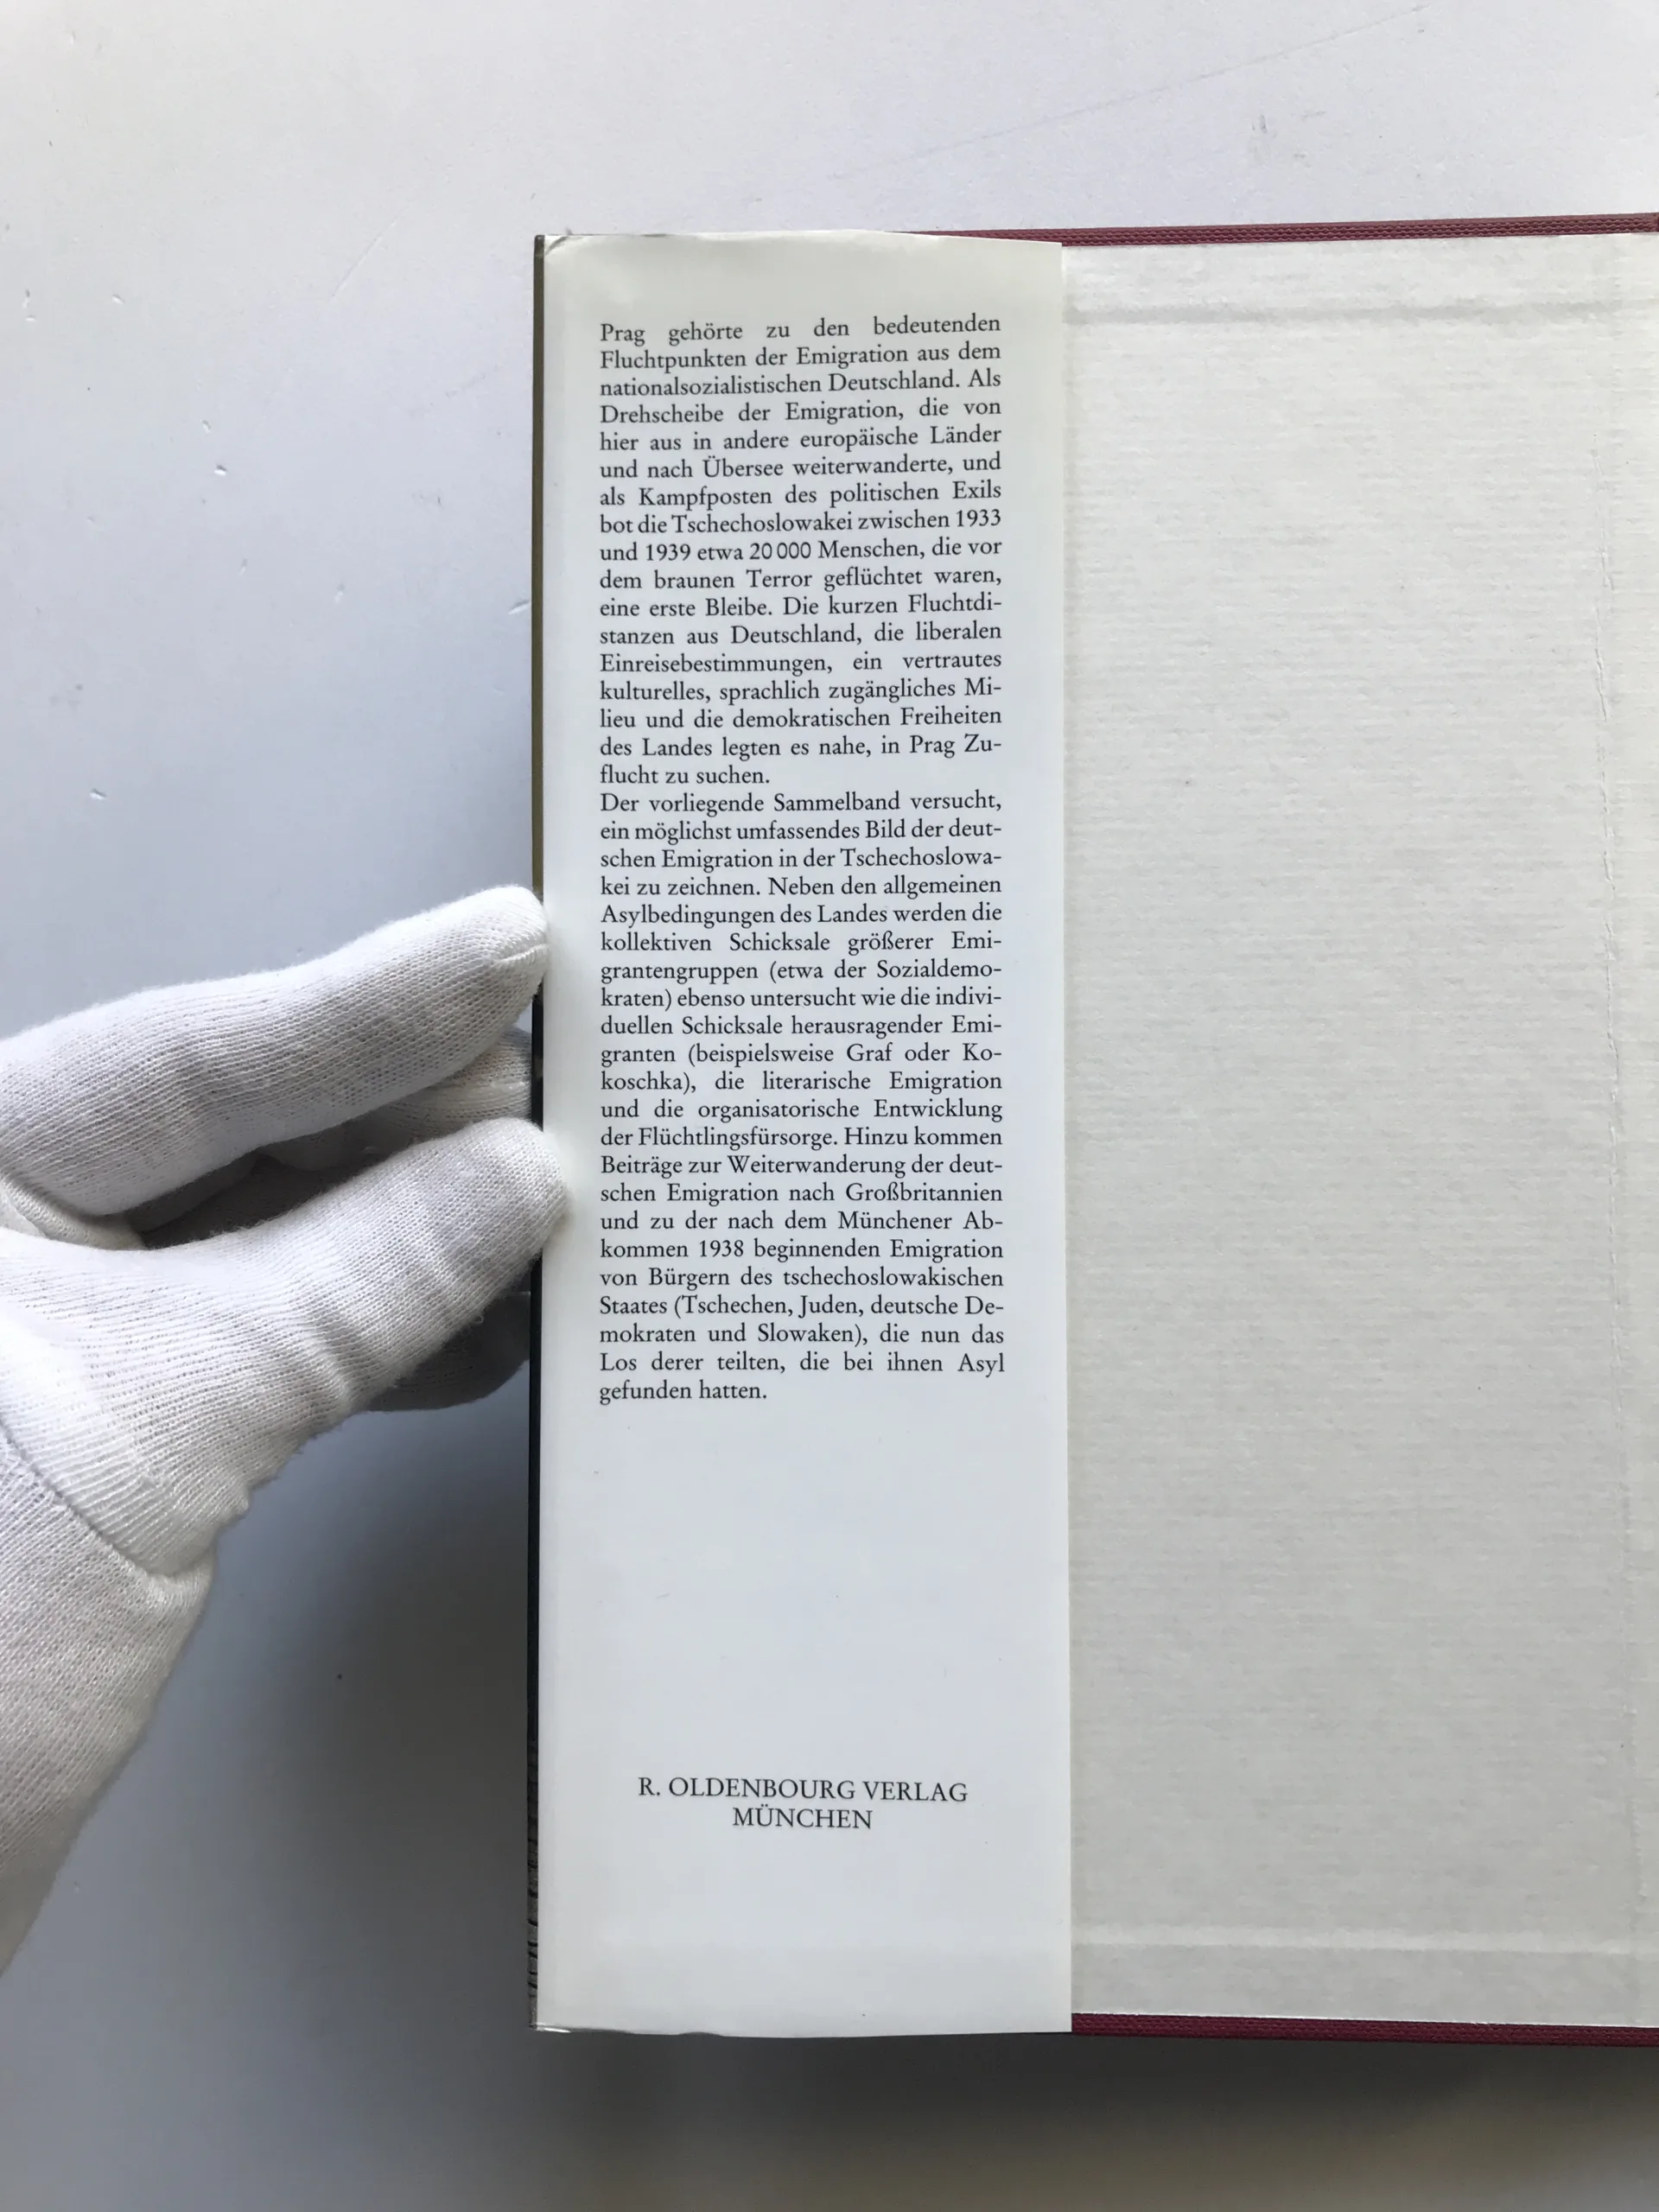 Prag gehörte zu den bedeutenden
Fluchtpunkten der Emigration aus dem
nationalsozialistischen Deutschland. Als
Drehscheibe der Emigration, die von
hier aus in andere europäische Länder
und nach Übersee weiterwanderte, und
als Kampfposten des politischen Exils
bot die Tschechoslowakei zwischen 1933
und 1939 etwa 20 000 Menschen, die vor
dem braunen Terror geflüchtet waren,
eine erste Bleibe. Die kurzen Fluchtdi-
stanzen aus Deutschland, die liberalen
Einreisebestimmungen, ein vertrautes
kulturelles, sprachlich zugängliches Mi-
lieu und die demokratischen Freiheiten
des Landes legten es nahe, in Prag Zu-
flucht zu suchen.
Der vorliegende Sammelband versucht,
ein möglichst umfassendes Bild der deut-
schen Emigration in der Tschechoslowa-
kei zu zeichnen. Neben den allgemeinen
Asylbedingungen des Landes werden die
kollektiven Schicksale größerer Emi-
grantengruppen (etwa der Sozialdemo-
kraten) ebenso untersucht wie die indivi-
duellen Schicksale herausragender Emi-
granten (beispielsweise Graf oder Ko-
koschka), die literarische Emigration
und die organisatorische Entwicklung
der Flüchtlingsfürsorge. Hinzu kommen
Beiträge zur Weiterwanderung der deut-
schen Emigration nach Großbritannien
und zu der nach dem Münchener Ab-
kommen 1938 beginnenden Emigration
von Bürgern des tschechoslowakischen
Staates (Tschechen, Juden, deutsche De-
mokraten und Slowaken), die nun das
Los derer teilten, die bei ihnen Asyl
gefunden hatten.
R. OLDENBOURG VERLAG
MÜNCHEN